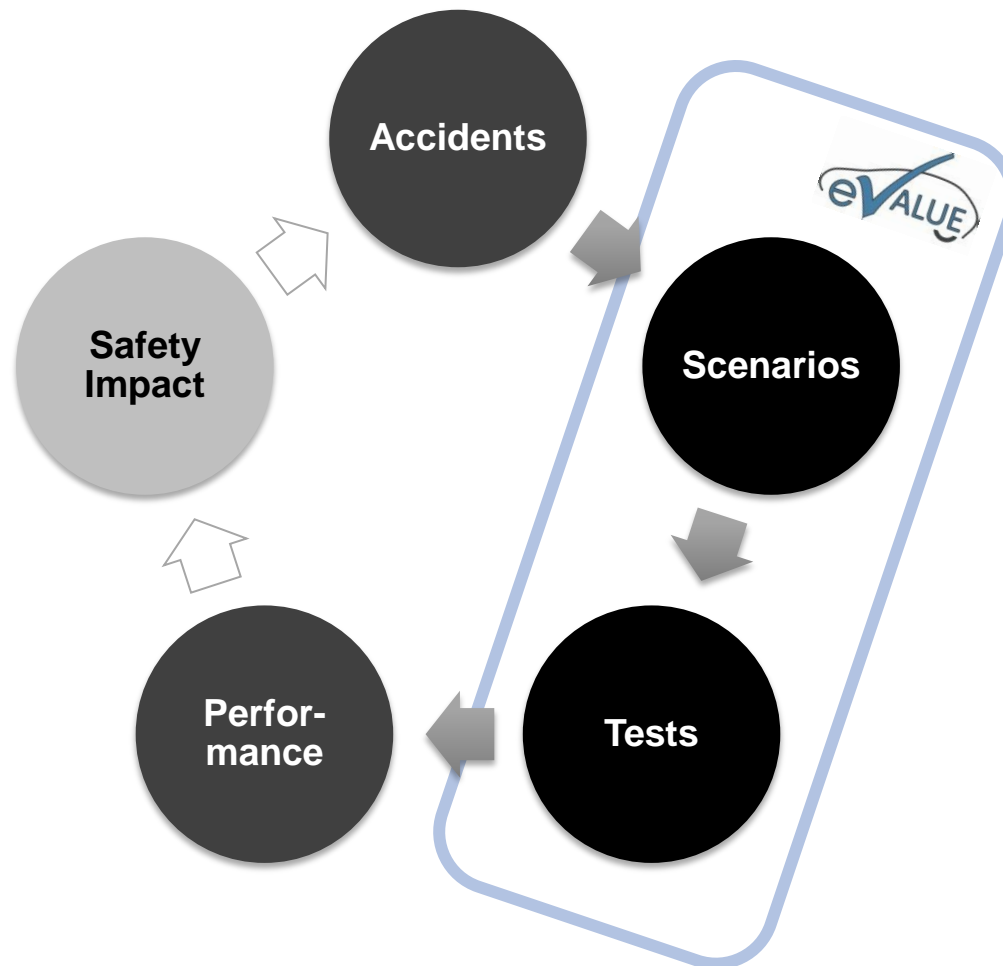 Accidents
eVALUE
Scenarios
Safety
Impact
Perfor-
mance
Tests